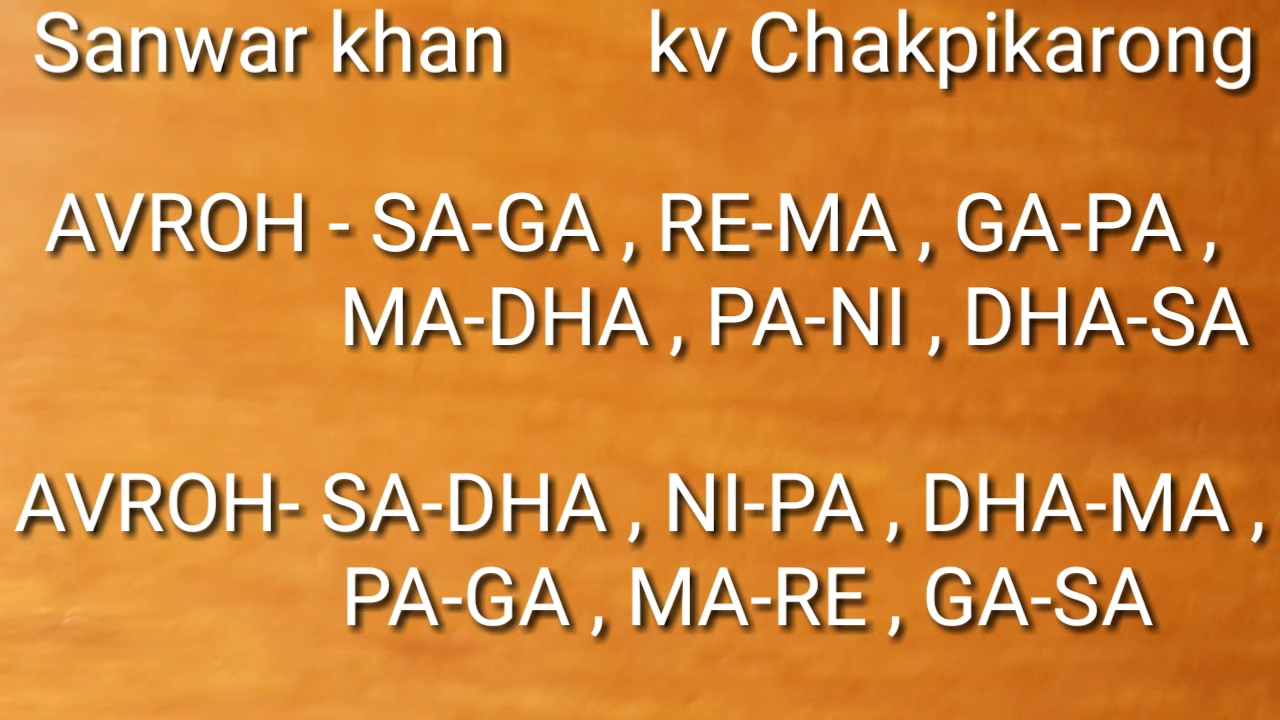 Sanwar khan kv Chakpikarong
AVROH - SA-GA , RE-MA , GA-PA ,
MA-DHA , PA-NI , DHA-SA
AVROH- SA-DHA , NI-PA , DHA-MA ,
PA-GA , MA-RE , GA-SA